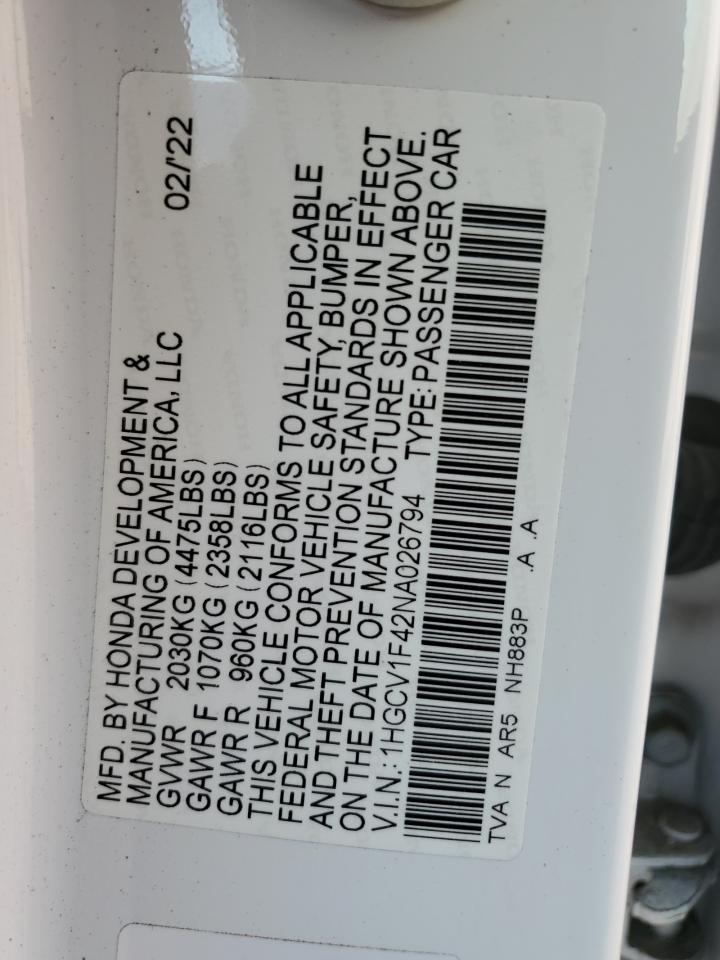 MFD. BY HONDA DEVELOPMENT &
MANUFACTURING OF AMERICA, LLC 02/'22
GVWR 2030KG (4475LBS)
GAWR F 1070KG (2358LBS)
GAWR R 960KG (2116LBS)
THIS VEHICLE CONFORMS TO ALL APPLICABLE
FEDERAL MOTOR VEHICLE SAFETY, BUMPER,
AND THEFT PREVENTION STANDARDS IN EFFECT
ON THE DATE OF MANUFACTURE SHOWN ABOVE.
V.I.N.: 1HGCV1F42NA026794 TYPE: PASSENGER CAR
TVA N AR5 NH883P .A .A